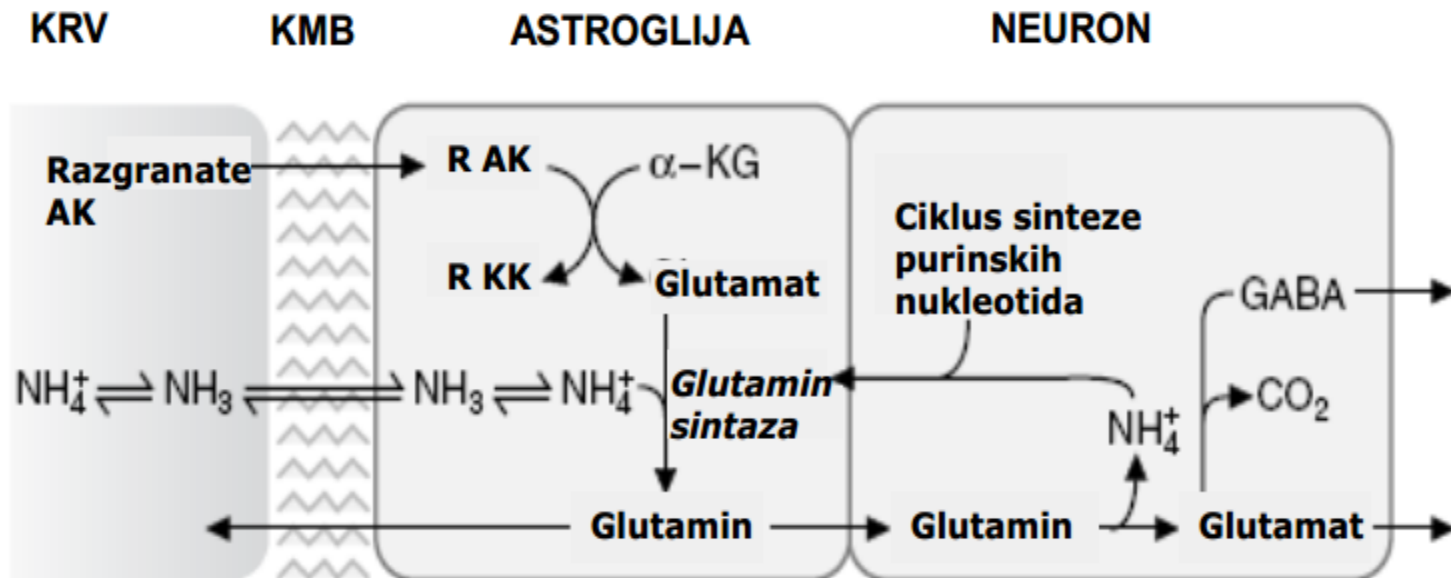 KRV KMB ASTROGLIJA NEURON
Razgranate
AK
R AK
α-KG
R KK
Glutamat
Ciklus sinteze
purinskih
nukleotida
GABA
NH₄⁺ NH₃ NH₃ NH₄⁺
Glutamin
sintaza
NH₄⁺
CO₂
Glutamin Glutamin Glutamat